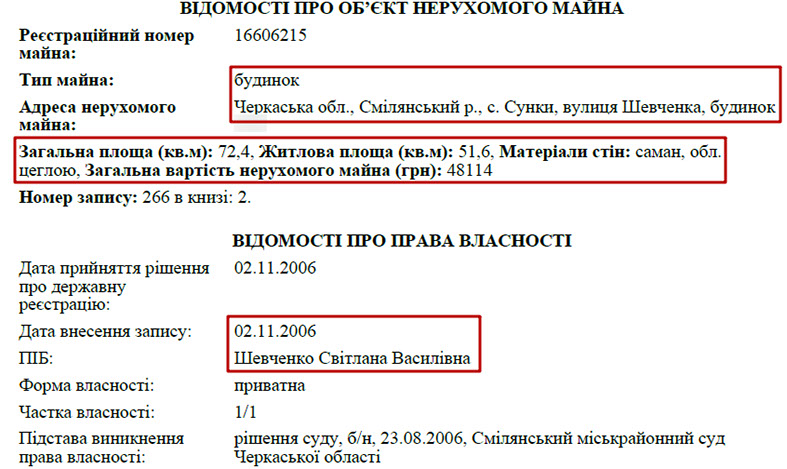 ВІДОМОСТІ ПРО ОБ’ЄКТ НЕРУХОМОГО МАЙНА
Реєстраційний номер майна: 16606215
Тип майна: будинок
Адреса нерухомого майна: Черкаська обл., Смілянський р., с. Сунки, вулиця Шевченка, будинок
Загальна площа (кв.м): 72,4, Житлова площа (кв.м): 51,6, Матеріали стін: саман, обл.
цеглою, Загальна вартість нерухомого майна (грн): 48114
Номер запису: 266 в книзі: 2.
ВІДОМОСТІ ПРО ПРАВА ВЛАСНОСТІ
Дата прийняття рішення про державну реєстрацію: 02.11.2006
Дата внесення запису: 02.11.2006
ПІБ: Шевченко Світлана Василівна
Форма власності: приватна
Частка власності: 1/1
Підстава виникнення права власності: рішення суду, б/н, 23.08.2006, Смілянський міськрайонний суд
Черкаської області